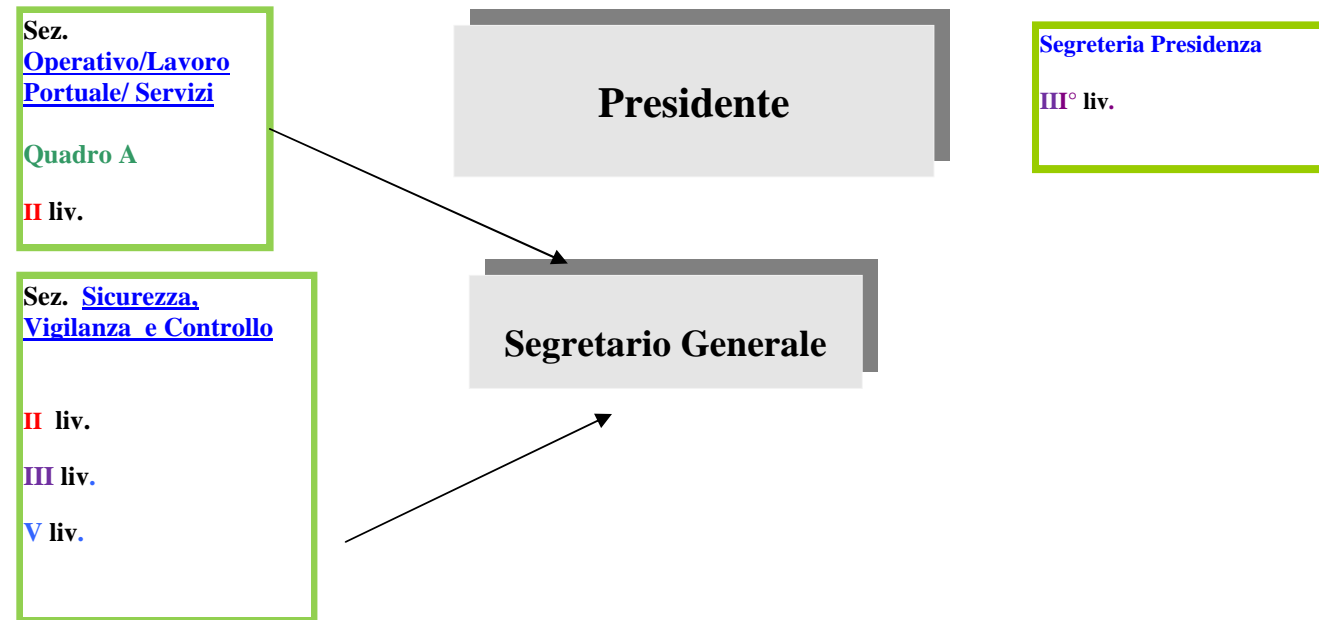 Sez.
Operativo/Lavoro
Portuale/ Servizi
Quadro A
II liv.
Presidente
Segreteria Presidenza
III° liv.
Sez. Sicurezza,
Vigilanza e Controllo
II liv.
III liv.
V liv.
Segretario Generale